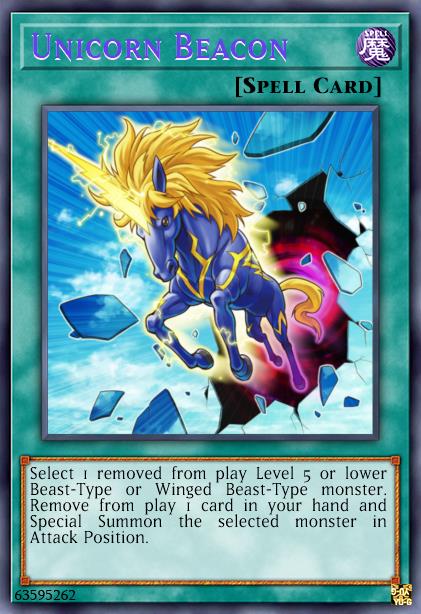 Unicorn Beacon
SPELL
魔
[Spell Card]
Select 1 removed from play Level 5 or lower
Beast-Type or Winged Beast-Type monster.
Remove from play 1 card in your hand and
Special Summon the selected monster in
Attack Position.
63595262